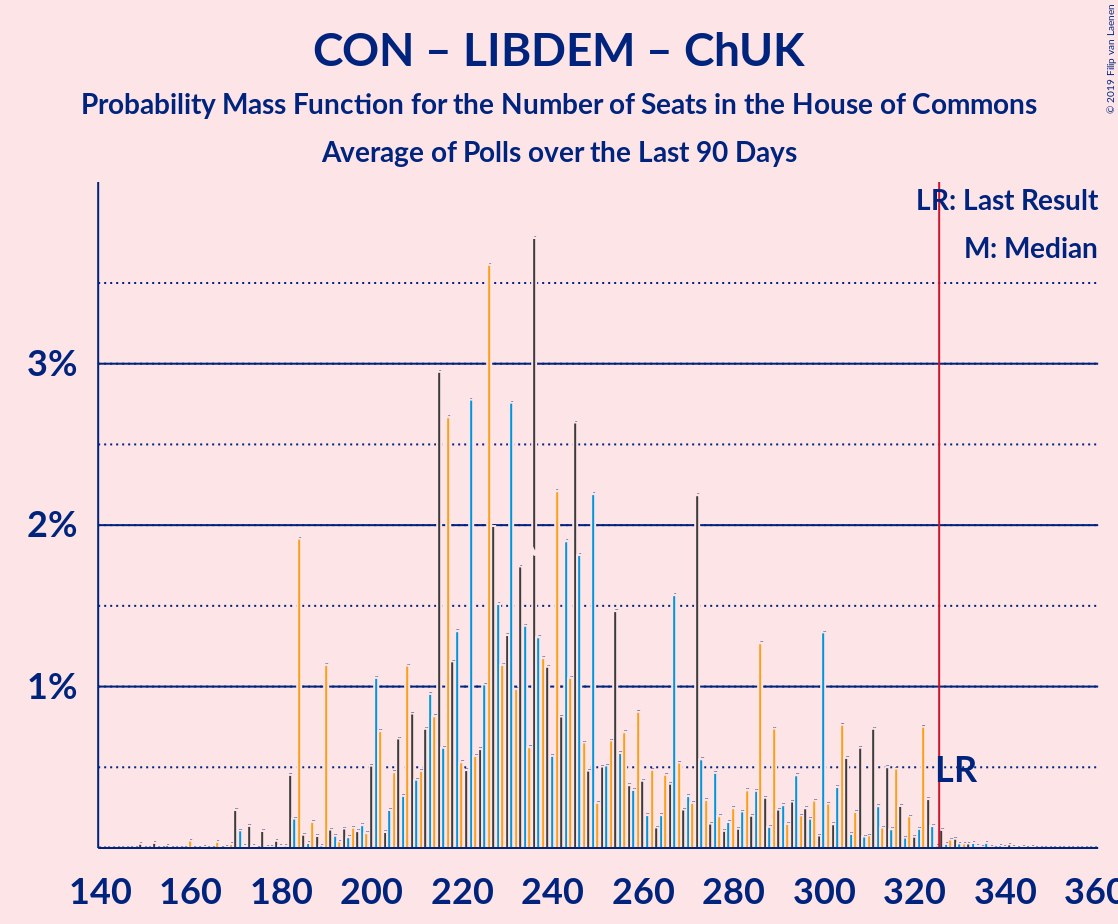 CON – LIBDEM – ChUK
Probability Mass Function for the Number of Seats in the House of Commons
Average of Polls over the Last 90 Days
© 2019 Filip van Laenen
LR: Last Result
M: Median
3%
2%
1%
LR
140 160 180 200 220 240 260 280 300 320 340 360